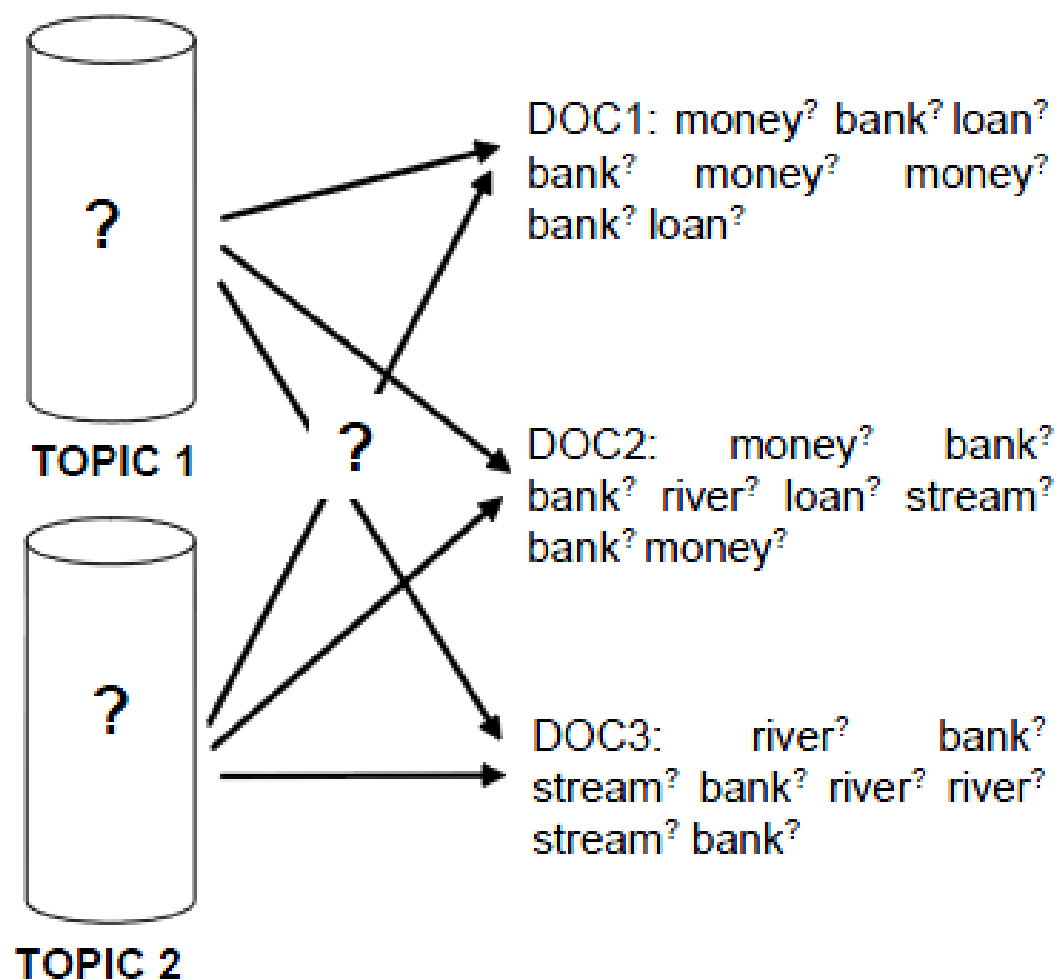 ?
TOPIC 1
?
TOPIC 2
?
DOC1: money? bank? loan?
bank? money? money?
bank? loan?
DOC2: money? bank?
bank? river? loan? stream?
bank? money?
DOC3: river? bank?
stream? bank? river? river?
stream? bank?